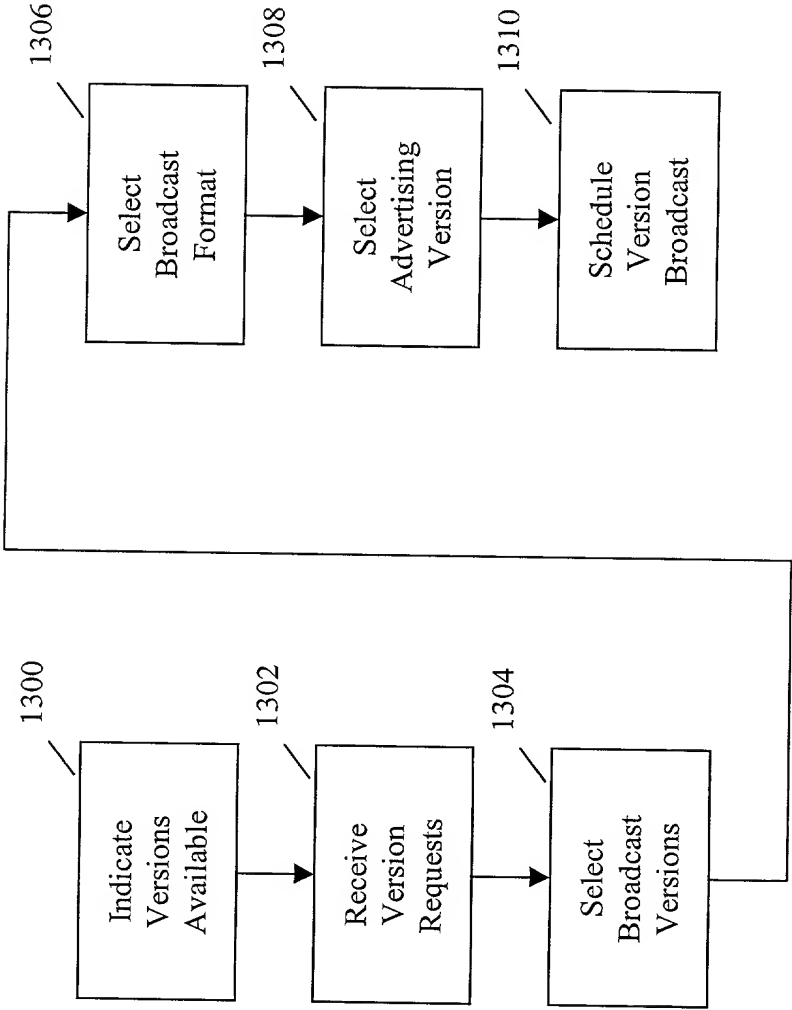 1300
Indicate
Versions
Available
1302
Receive
Version
Requests
1304
Select
Broadcast
Versions
1306
Select
Broadcast
Format
1308
Select
Advertising
Version
1310
Schedule
Version
Broadcast